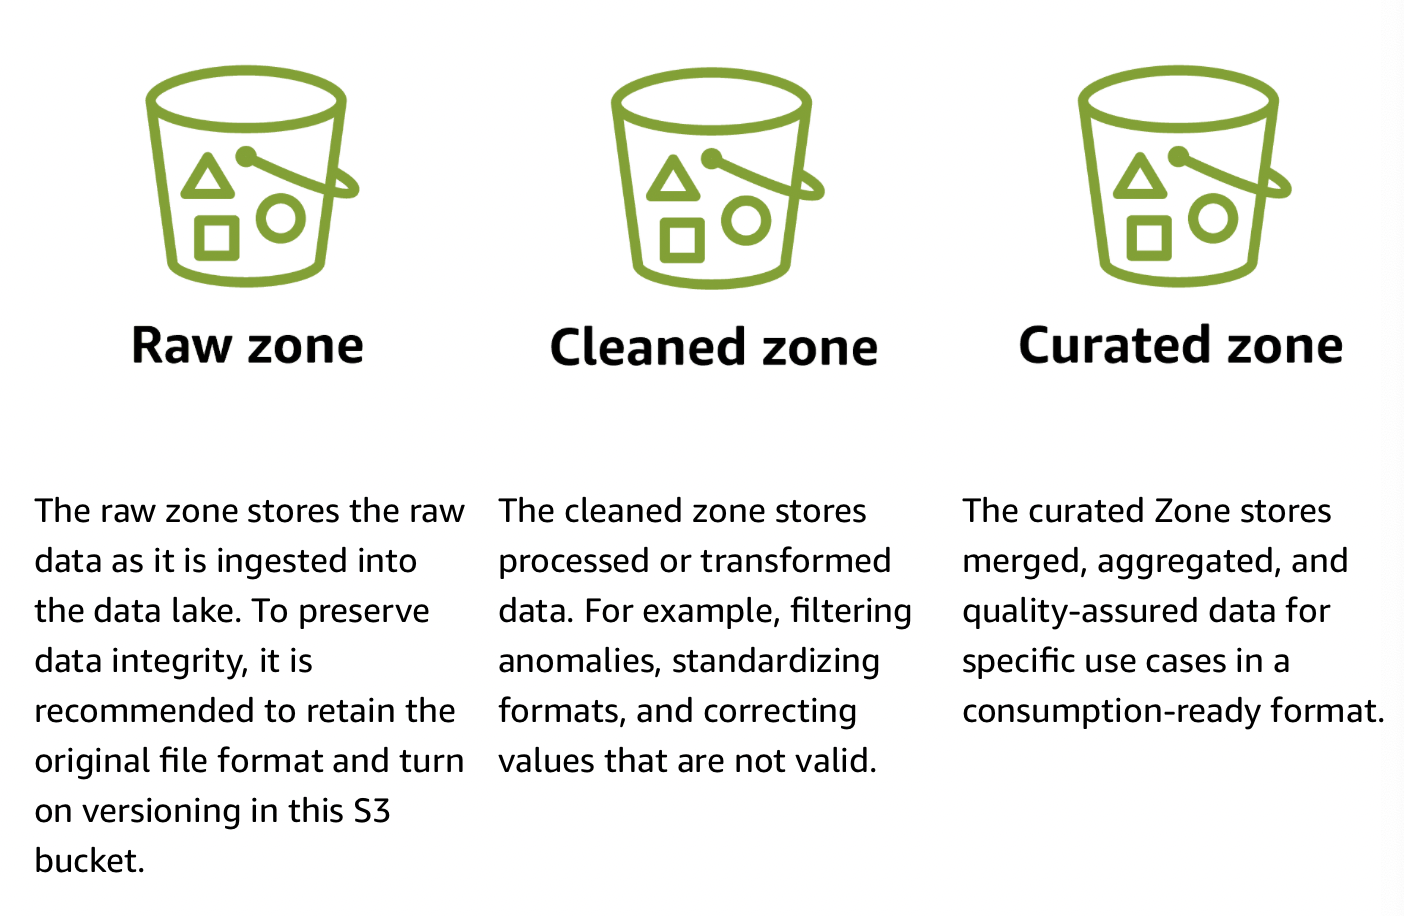 Raw zone
Cleaned zone
Curated zone
The raw zone stores the raw
data as it is ingested into
the data lake. To preserve
data integrity, it is
recommended to retain the
original file format and turn
on versioning in this S3
bucket.
The cleaned zone stores
processed or transformed
data. For example, filtering
anomalies, standardizing
formats, and correcting
values that are not valid.
The curated Zone stores
merged, aggregated, and
quality-assured data for
specific use cases in a
consumption-ready format.